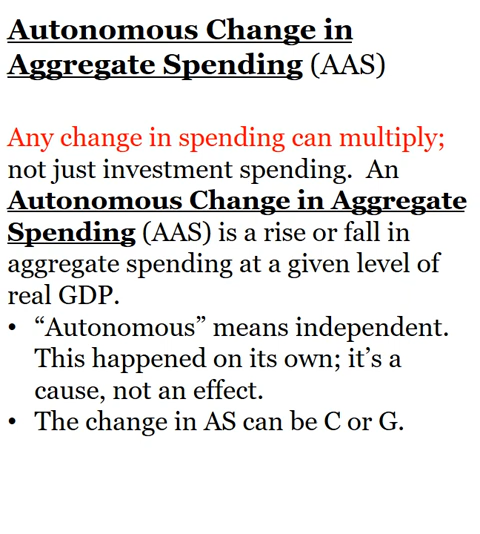 Autonomous Change in
Aggregate Spending (AAS)
Any change in spending can multiply;
not just investment spending.  An
Autonomous Change in Aggregate
Spending (AAS) is a rise or fall in
aggregate spending at a given level of
real GDP.
• “Autonomous” means independent.
This happened on its own; it’s a
cause, not an effect.
• The change in AS can be C or G.